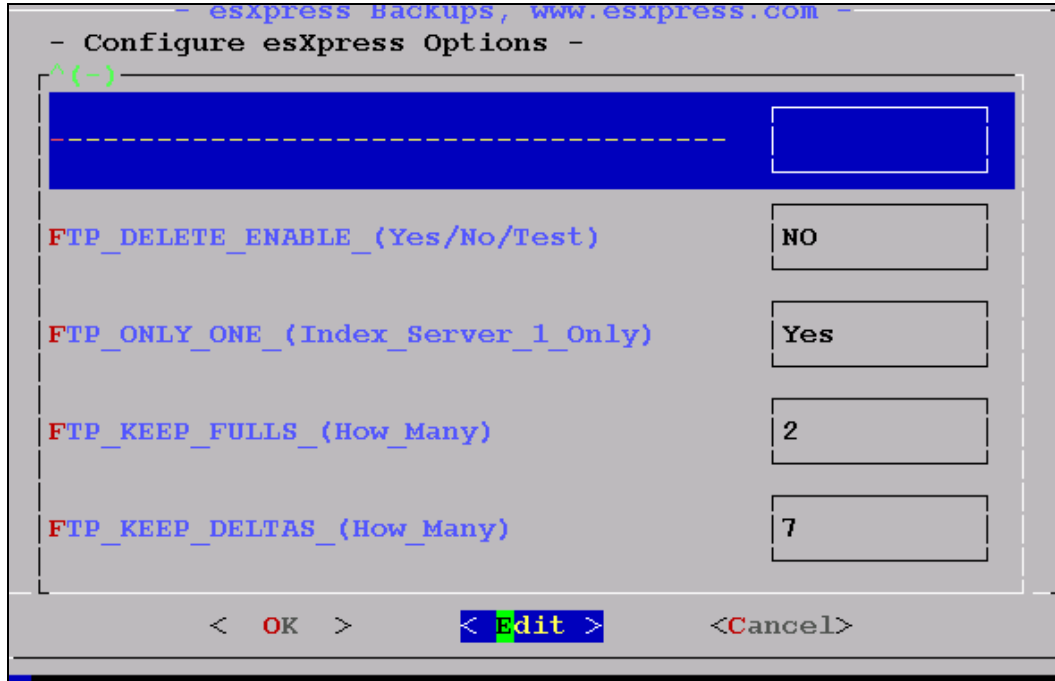 - esXpress Backups, www.esxpress.com -
- Configure esXpress Options -
^(-)
----------------------------------------
FTP_DELETE_ENABLE_(Yes/No/Test) NO
FTP_ONLY_ONE_(Index_Server_1_Only) Yes
FTP_KEEP_FULLS_(How_Many) 2
FTP_KEEP_DELTAS_(How_Many) 7
< OK > < Edit > <Cancel>